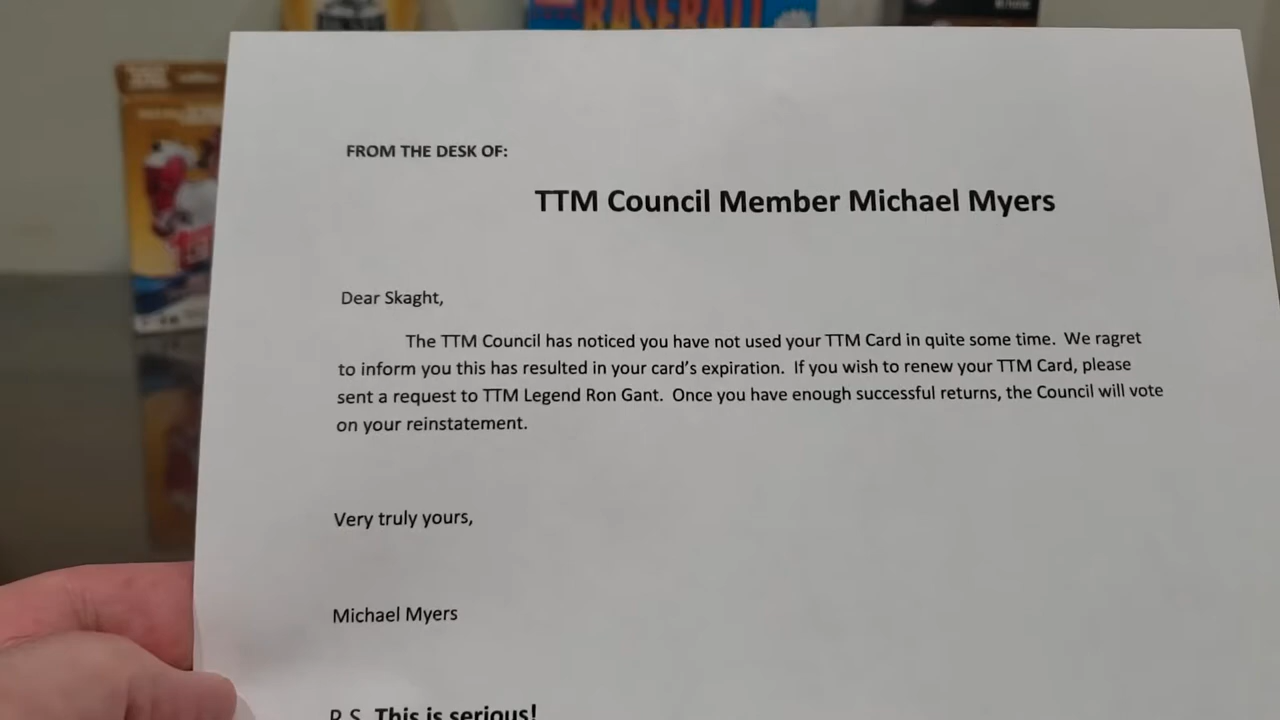 BASEBALL
FROM THE DESK OF:
TTM Council Member Michael Myers
Dear Skaght,
The TTM Council has noticed you have not used your TTM Card in quite some time. We ragret
to inform you this has resulted in your card's expiration. If you wish to renew your TTM Card, please
sent a request to TTM Legend Ron Gant. Once you have enough successful returns, the Council will vote
on your reinstatement.
Very truly yours,
Michael Myers
P.S. This is serious!